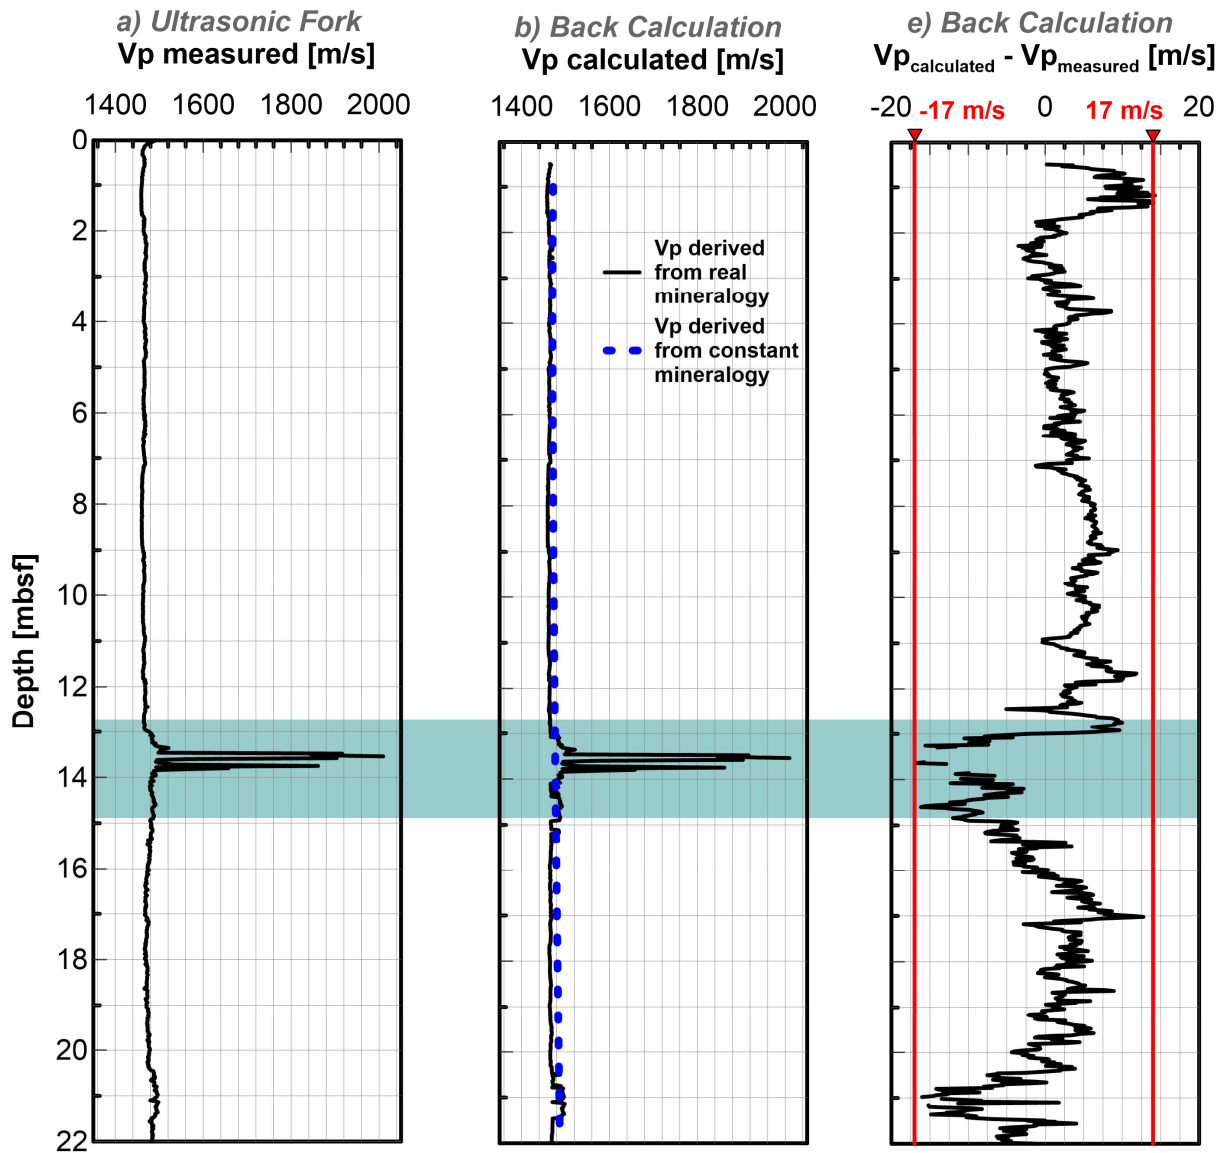 a) Ultrasonic Fork
Vp measured [m/s]
1400 1600 1800 2000
b) Back Calculation
Vp calculated [m/s]
1400 1600 1800 2000
e) Back Calculation
Vpcalculated - Vpmeasured [m/s]
-20 -17 m/s 0 17 m/s 20
Depth [mbsf]
0
2
4
6
8
10
12
14
16
18
20
22
Vp derived
from real
mineralogy
Vp derived
from constant
mineralogy